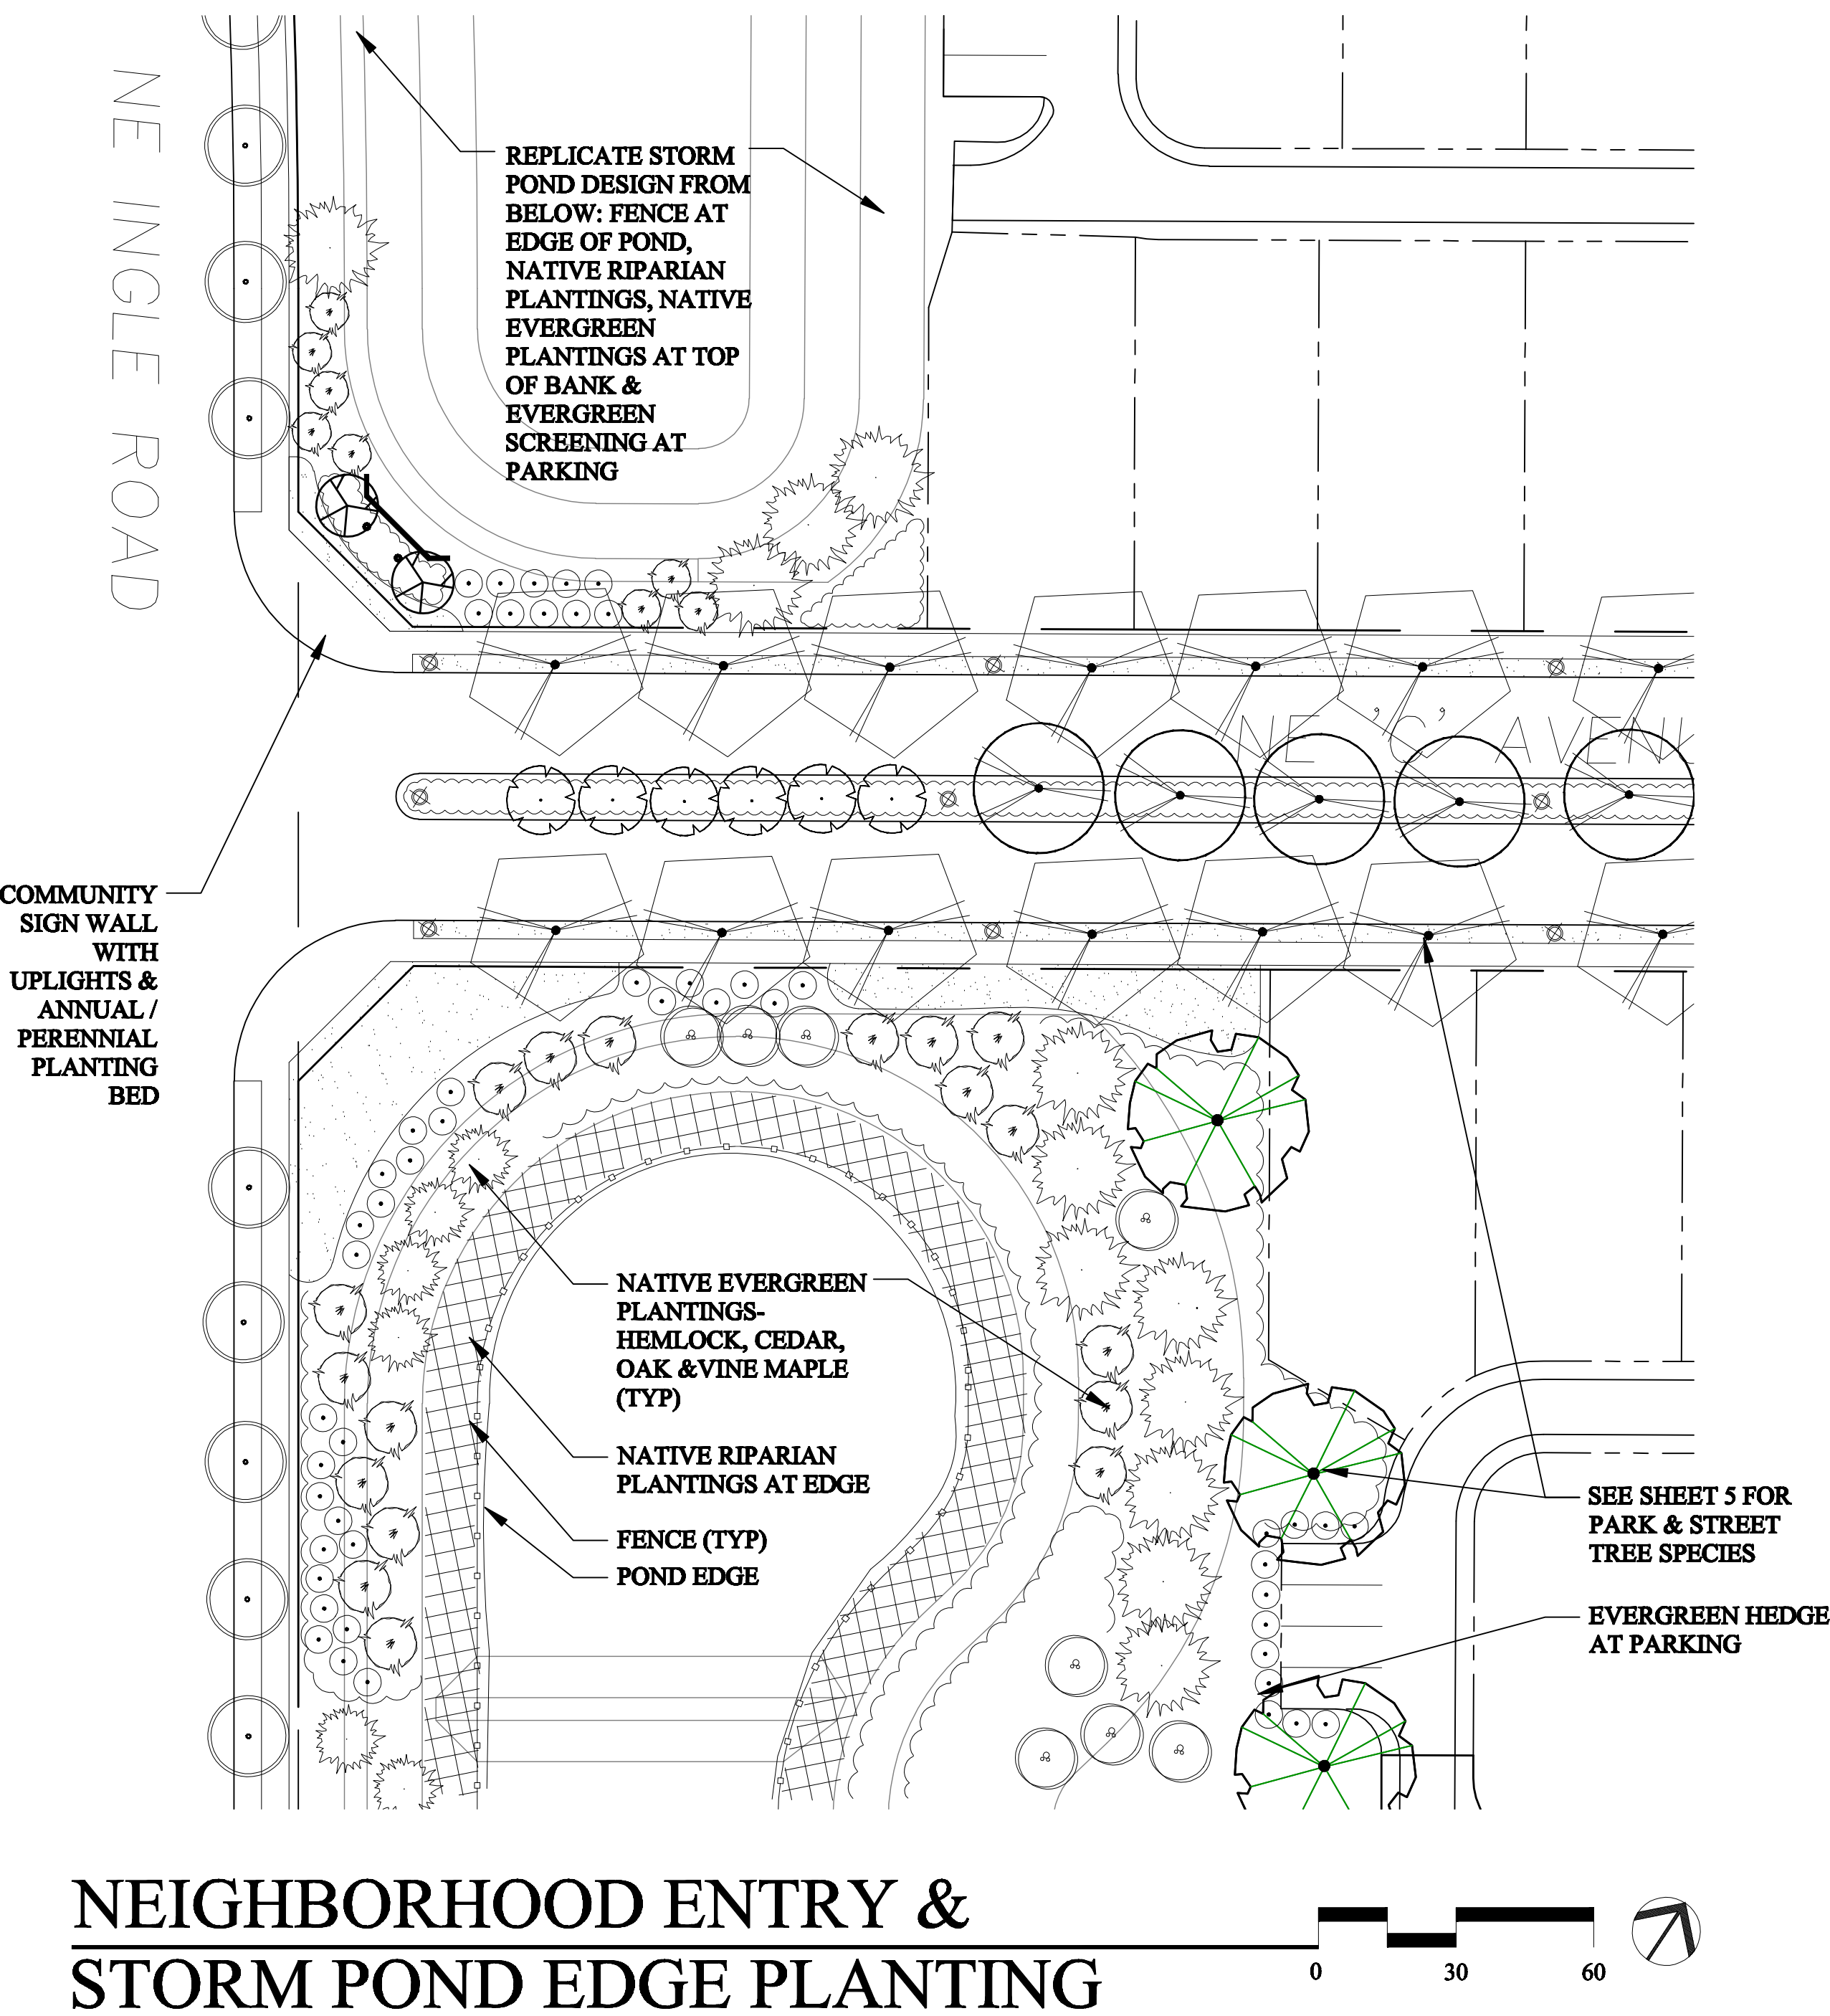 NE INGLE ROAD
REPLICATE STORM
POND DESIGN FROM
BELOW: FENCE AT
EDGE OF POND,
NATIVE RIPARIAN
PLANTINGS, NATIVE
EVERGREEN
PLANTINGS AT TOP
OF BANK &
EVERGREEN
SCREENING AT
PARKING
NE 'C' AVENU
COMMUNITY
SIGN WALL
WITH
UPLIGHTS &
ANNUAL /
PERENNIAL
PLANTING
BED
NATIVE EVERGREEN
PLANTINGS-
HEMLOCK, CEDAR,
OAK &VINE MAPLE
(TYP)
NATIVE RIPARIAN
PLANTINGS AT EDGE
FENCE (TYP)
POND EDGE
SEE SHEET 5 FOR
PARK & STREET
TREE SPECIES
EVERGREEN HEDGE
AT PARKING
NEIGHBORHOOD ENTRY &
STORM POND EDGE PLANTING
0 30 60